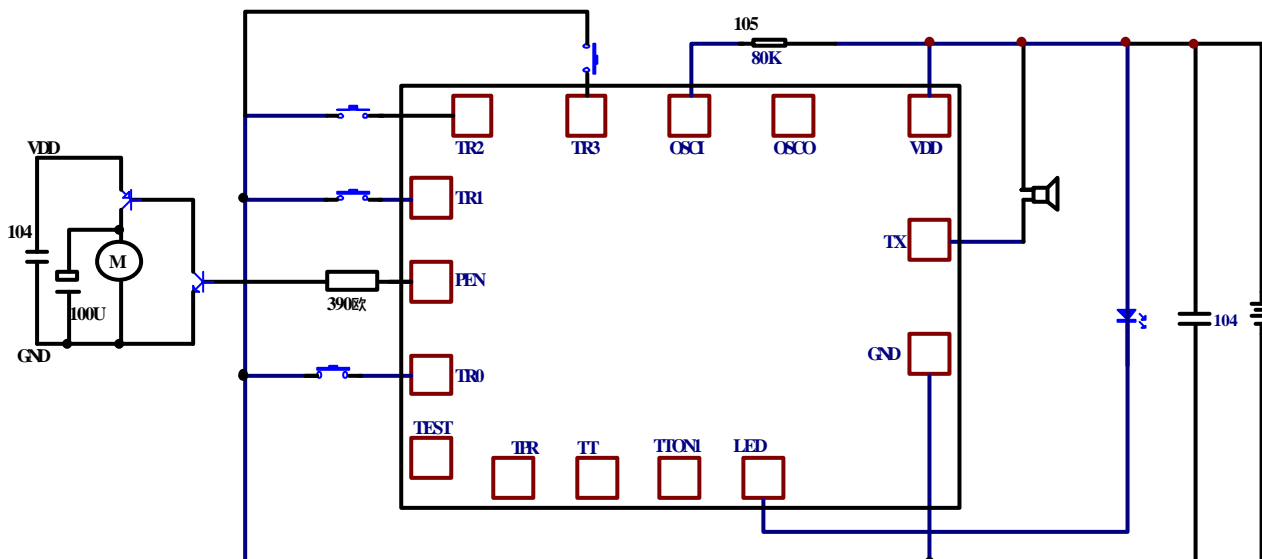 105
80K
TR2
TR3
OSCI
OSCO
VDD
VDD
TR1
104
M
TX
PEN
390欧
100U
104
GND
GND
TR0
TEST
TPR
TT
TTON1
LED